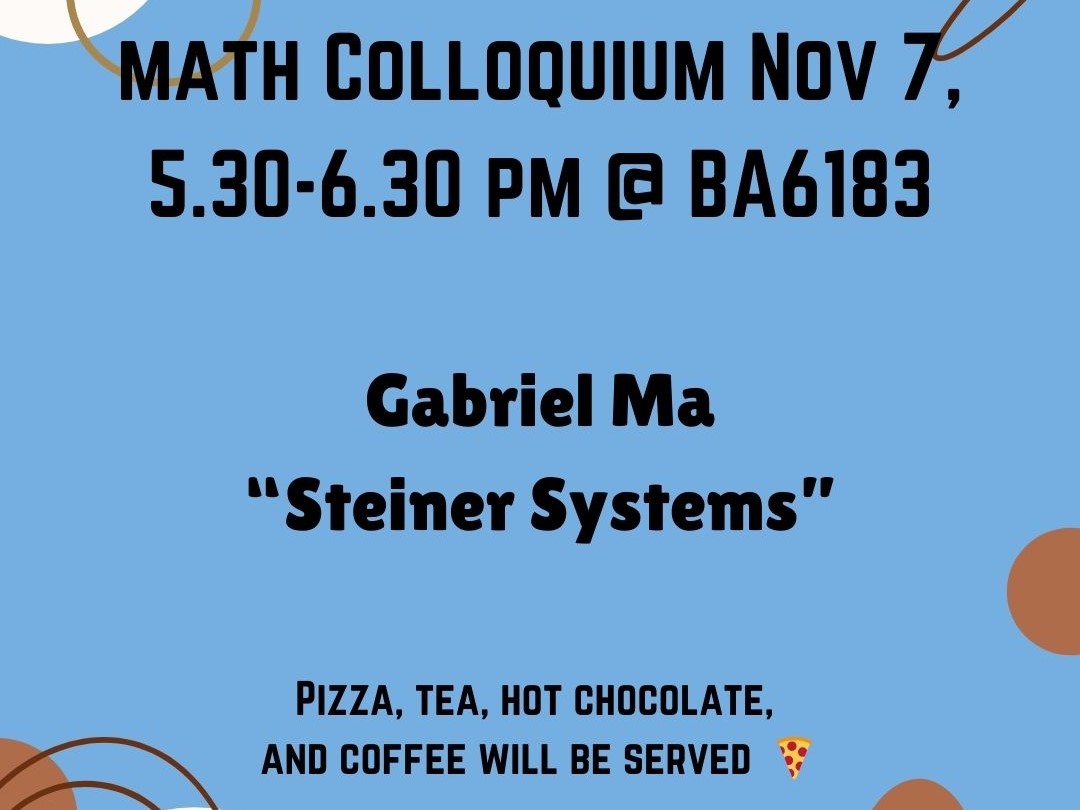 math Colloquium Nov 7,
5.30-6.30 pm @ BA6183
Gabriel Ma
“Steiner Systems”
Pizza, tea, hot chocolate,
and coffee will be served 🍕